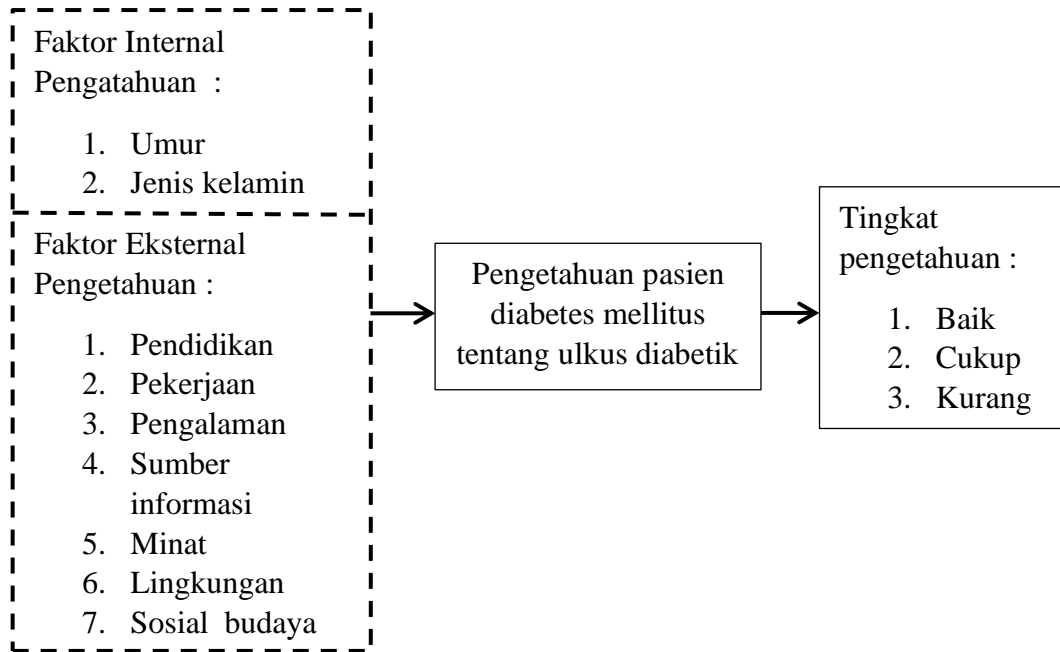 Faktor Internal
Pengatahuan :
1. Umur
2. Jenis kelamin
Faktor Eksternal
Pengetahuan :
1. Pendidikan
2. Pekerjaan
3. Pengalaman
4. Sumber
informasi
5. Minat
6. Lingkungan
7. Sosial budaya
Pengetahuan pasien
diabetes mellitus
tentang ulkus diabetik
Tingkat
pengetahuan :
1. Baik
2. Cukup
3. Kurang